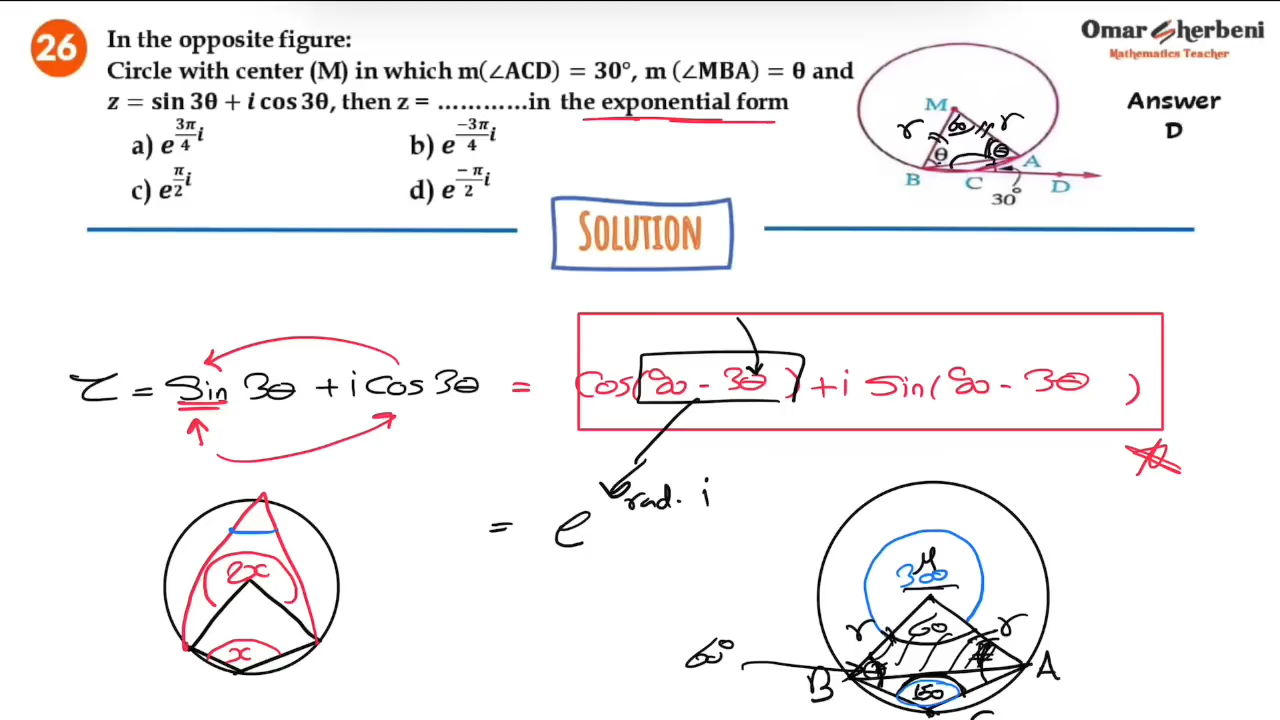 26
In the opposite figure:
Circle with center (M) in which m(∠ACD) = 30°, m (∠MBA) = θ and
z = sin 3θ + i cos 3θ, then z = ............in the exponential form
a) e^{3π/4 i}
b) e^{-3π/4 i}
c) e^{π/2 i}
d) e^{-π/2 i}
Omar Sherbeni
Mathematics Teacher
Answer
D
M
r
60
r
θ
θ
A
B
C
D
30°
SOLUTION
z = Sin 3θ + i Cos 3θ = Cos(90 - 3θ) + i Sin(90 - 3θ)
= e^{rad. i}
2x
x
M
300
r
60
r
60°
θ
B
A
150
C